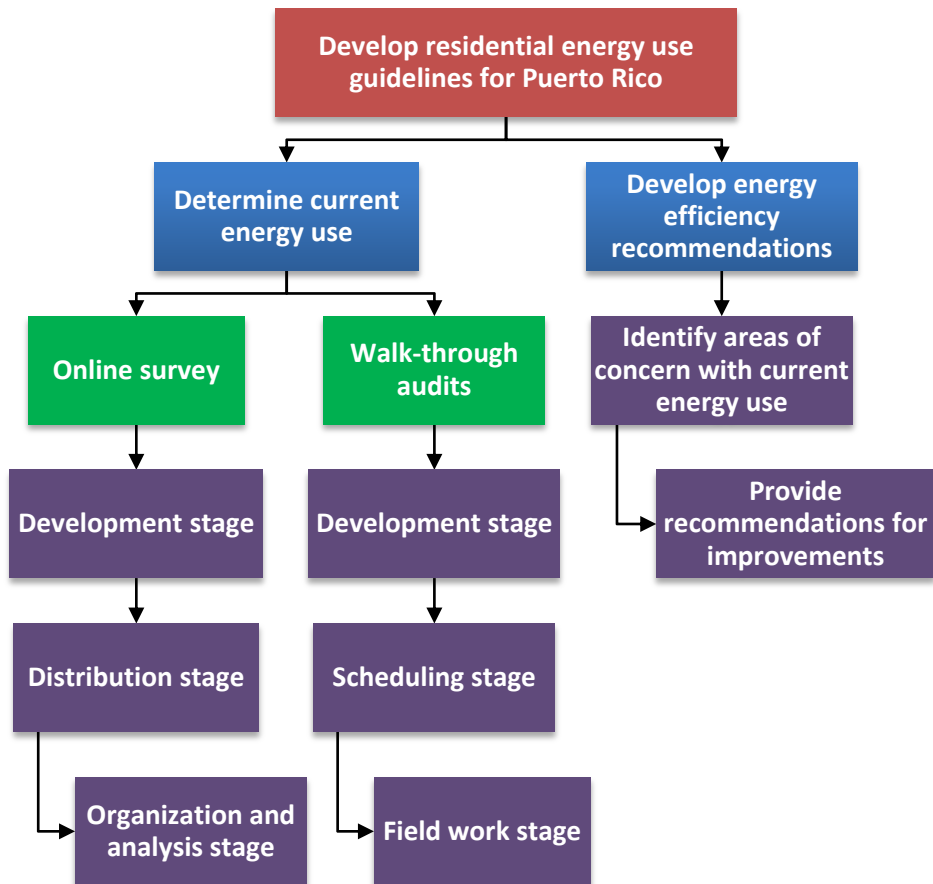 Develop residential energy use
guidelines for Puerto Rico
Determine current
energy use
Develop energy
efficiency
recommendations
Online survey
Walk-through
audits
Identify areas of
concern with current
energy use
Development stage
Development stage
Provide
recommendations for
improvements
Distribution stage
Scheduling stage
Organization and
analysis stage
Field work stage